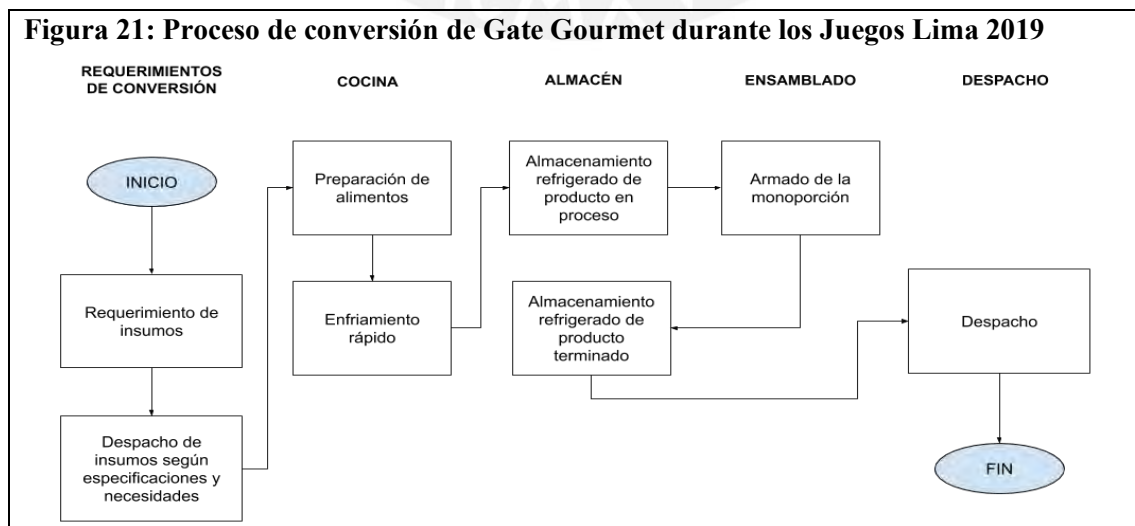 Figura 21: Proceso de conversión de Gate Gourmet durante los Juegos Lima 2019
REQUERIMIENTOS
DE CONVERSIÓN
COCINA
ALMACÉN
ENSAMBLADO
DESPACHO
INICIO
Requerimiento de
insumos
Despacho de
insumos según
especificaciones y
necesidades
Preparación de
alimentos
Enfriamiento
rápido
Almacenamiento
refrigerado de
producto en
proceso
Armado de la
monoporción
Almacenamiento
refrigerado de
producto
terminado
Despacho
FIN